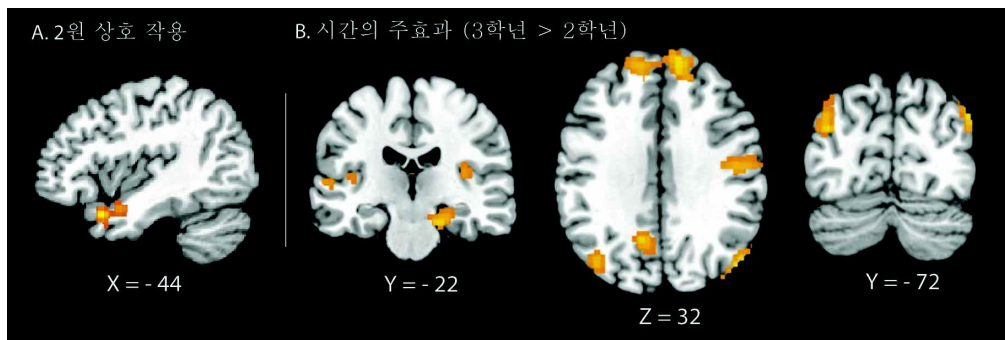 A. 2원 상호 작용
B. 시간의 주효과 (3학년 > 2학년)
X = - 44
Y = - 22
Z = 32
Y = - 72